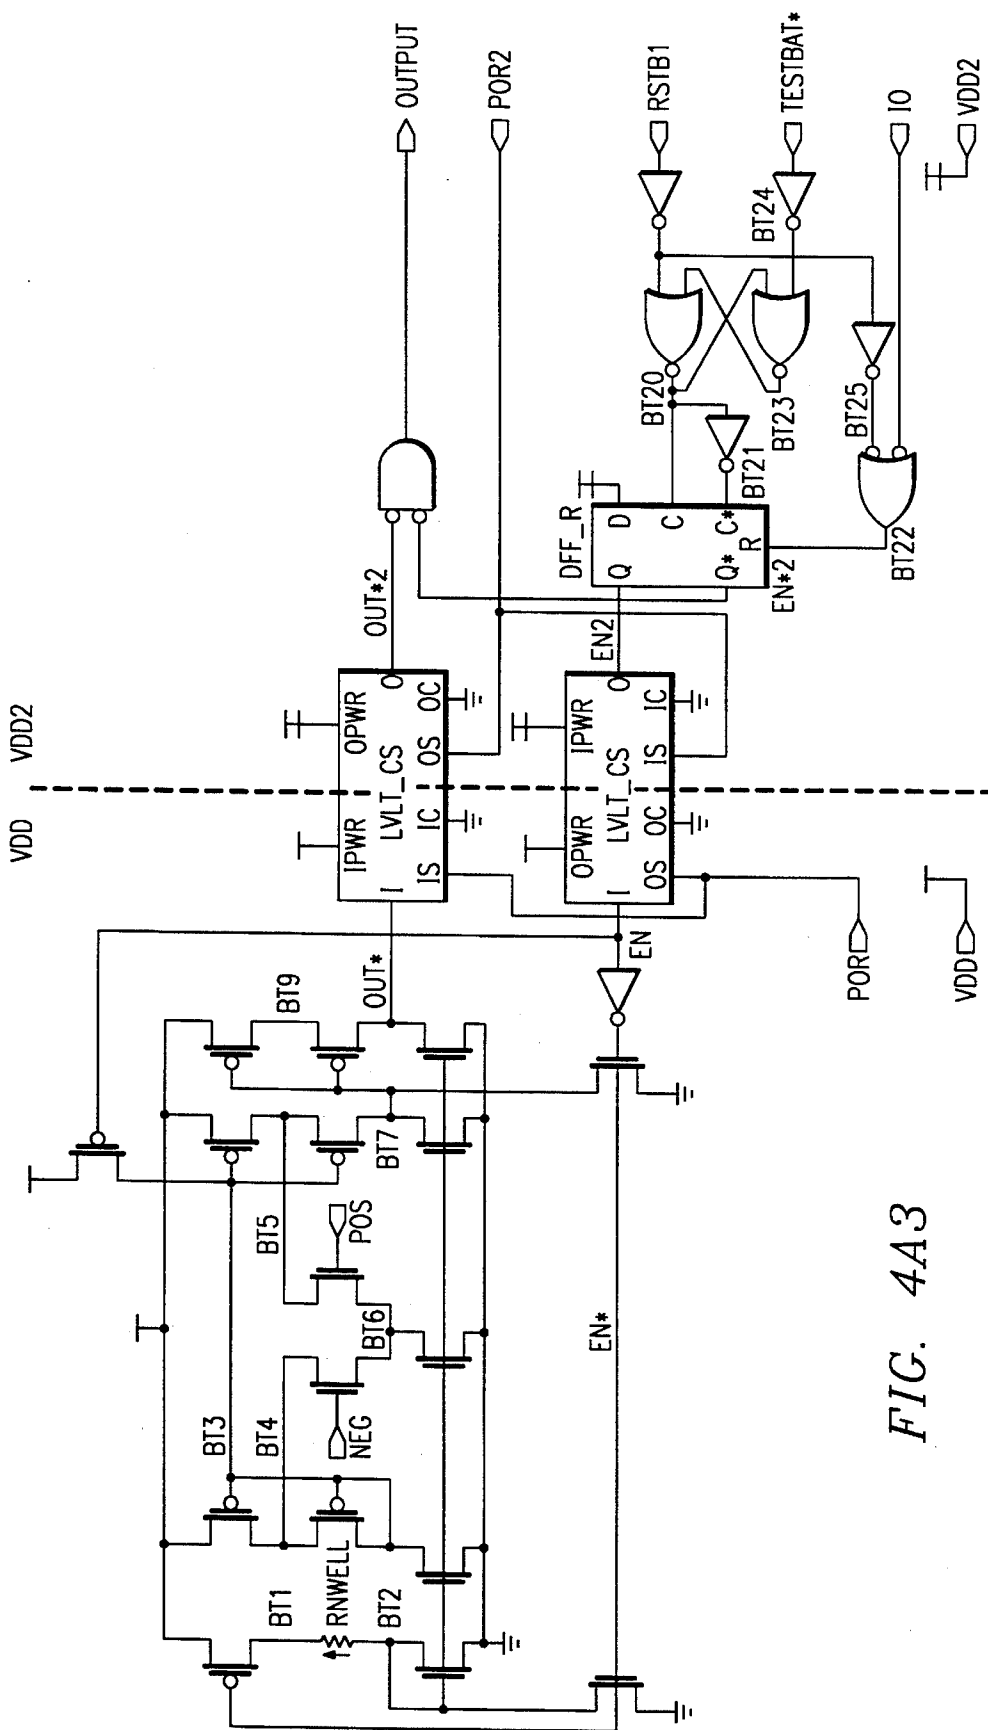 VDD
VDD2
BT1
RNWELL
BT2
BT3
BT4
NEG
BT6
BT5
POS
BT7
BT9
OUT*
EN*
EN
I
IPWR
OPWR
LVLT_CS
IS
IC
OS
OC
O
OUT*2
OUTPUT
POR2
I
OPWR
IPWR
LVLT_CS
OS
OC
IS
IC
O
EN2
DFF_R
Q
D
C
Q*
C*
R
EN*2
BT20
BT21
BT22
BT23
BT24
BT25
RSTB1
TESTBAT*
IO
VDD2
POR
VDD
FIG. 4A3